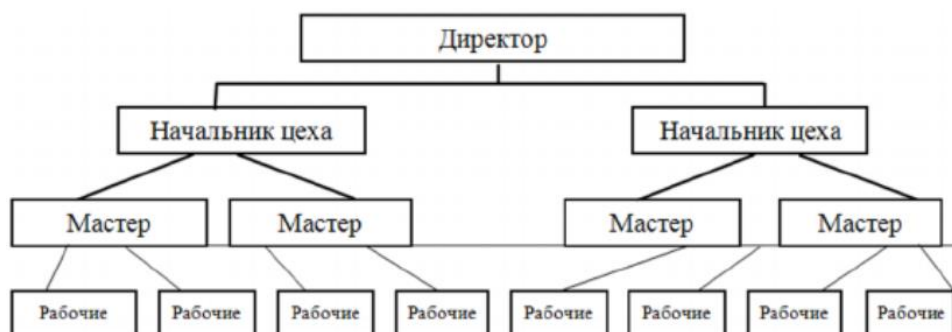 Директор
Начальник цеха Начальник цеха
Мастер Мастер Мастер Мастер
Рабочие Рабочие Рабочие Рабочие Рабочие Рабочие Рабочие Рабочие